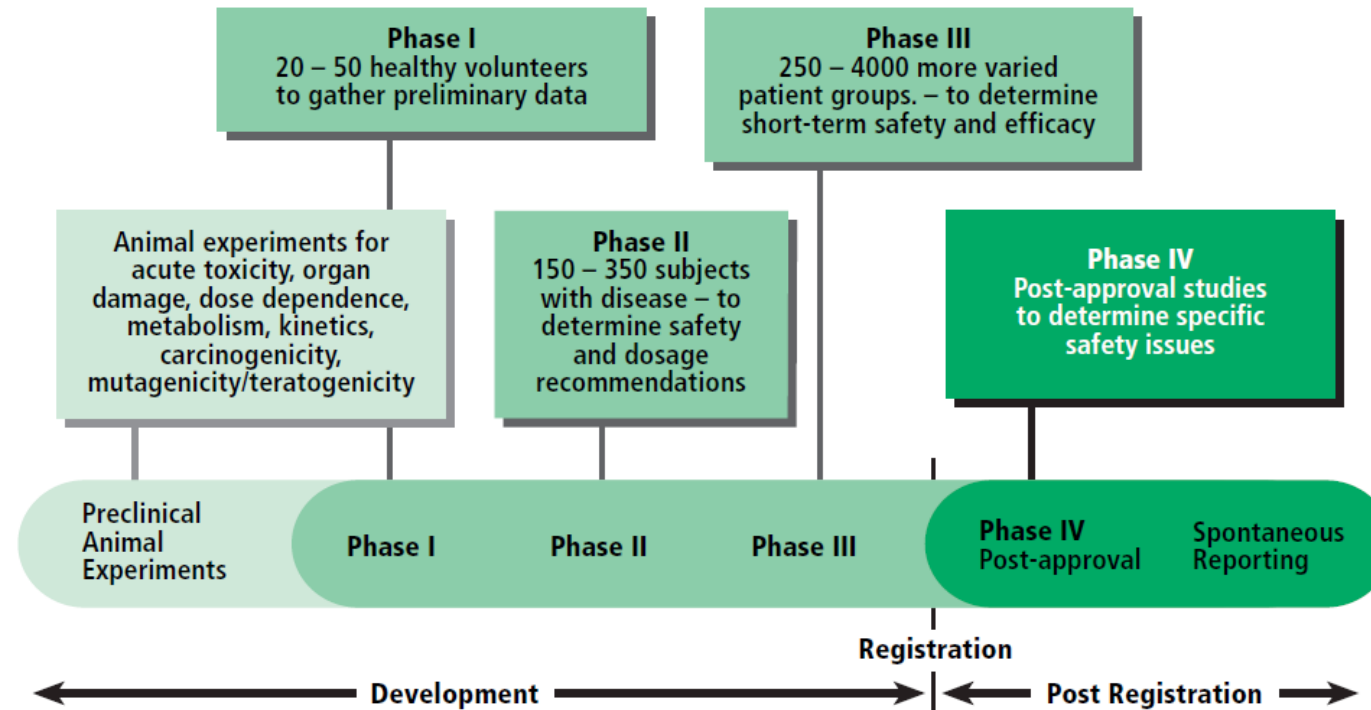 Phase I
20 – 50 healthy volunteers
to gather preliminary data
Phase III
250 – 4000 more varied
patient groups. – to determine
short-term safety and efficacy
Animal experiments for
acute toxicity, organ
damage, dose dependence,
metabolism, kinetics,
carcinogenicity,
mutagenicity/teratogenicity
Phase II
150 – 350 subjects
with disease – to
determine safety
and dosage
recommendations
Phase IV
Post-approval studies
to determine specific
safety issues
Preclinical
Animal
Experiments
Phase I
Phase II
Phase III
Phase IV
Post-approval
Spontaneous
Reporting
Registration
Development
Post Registration